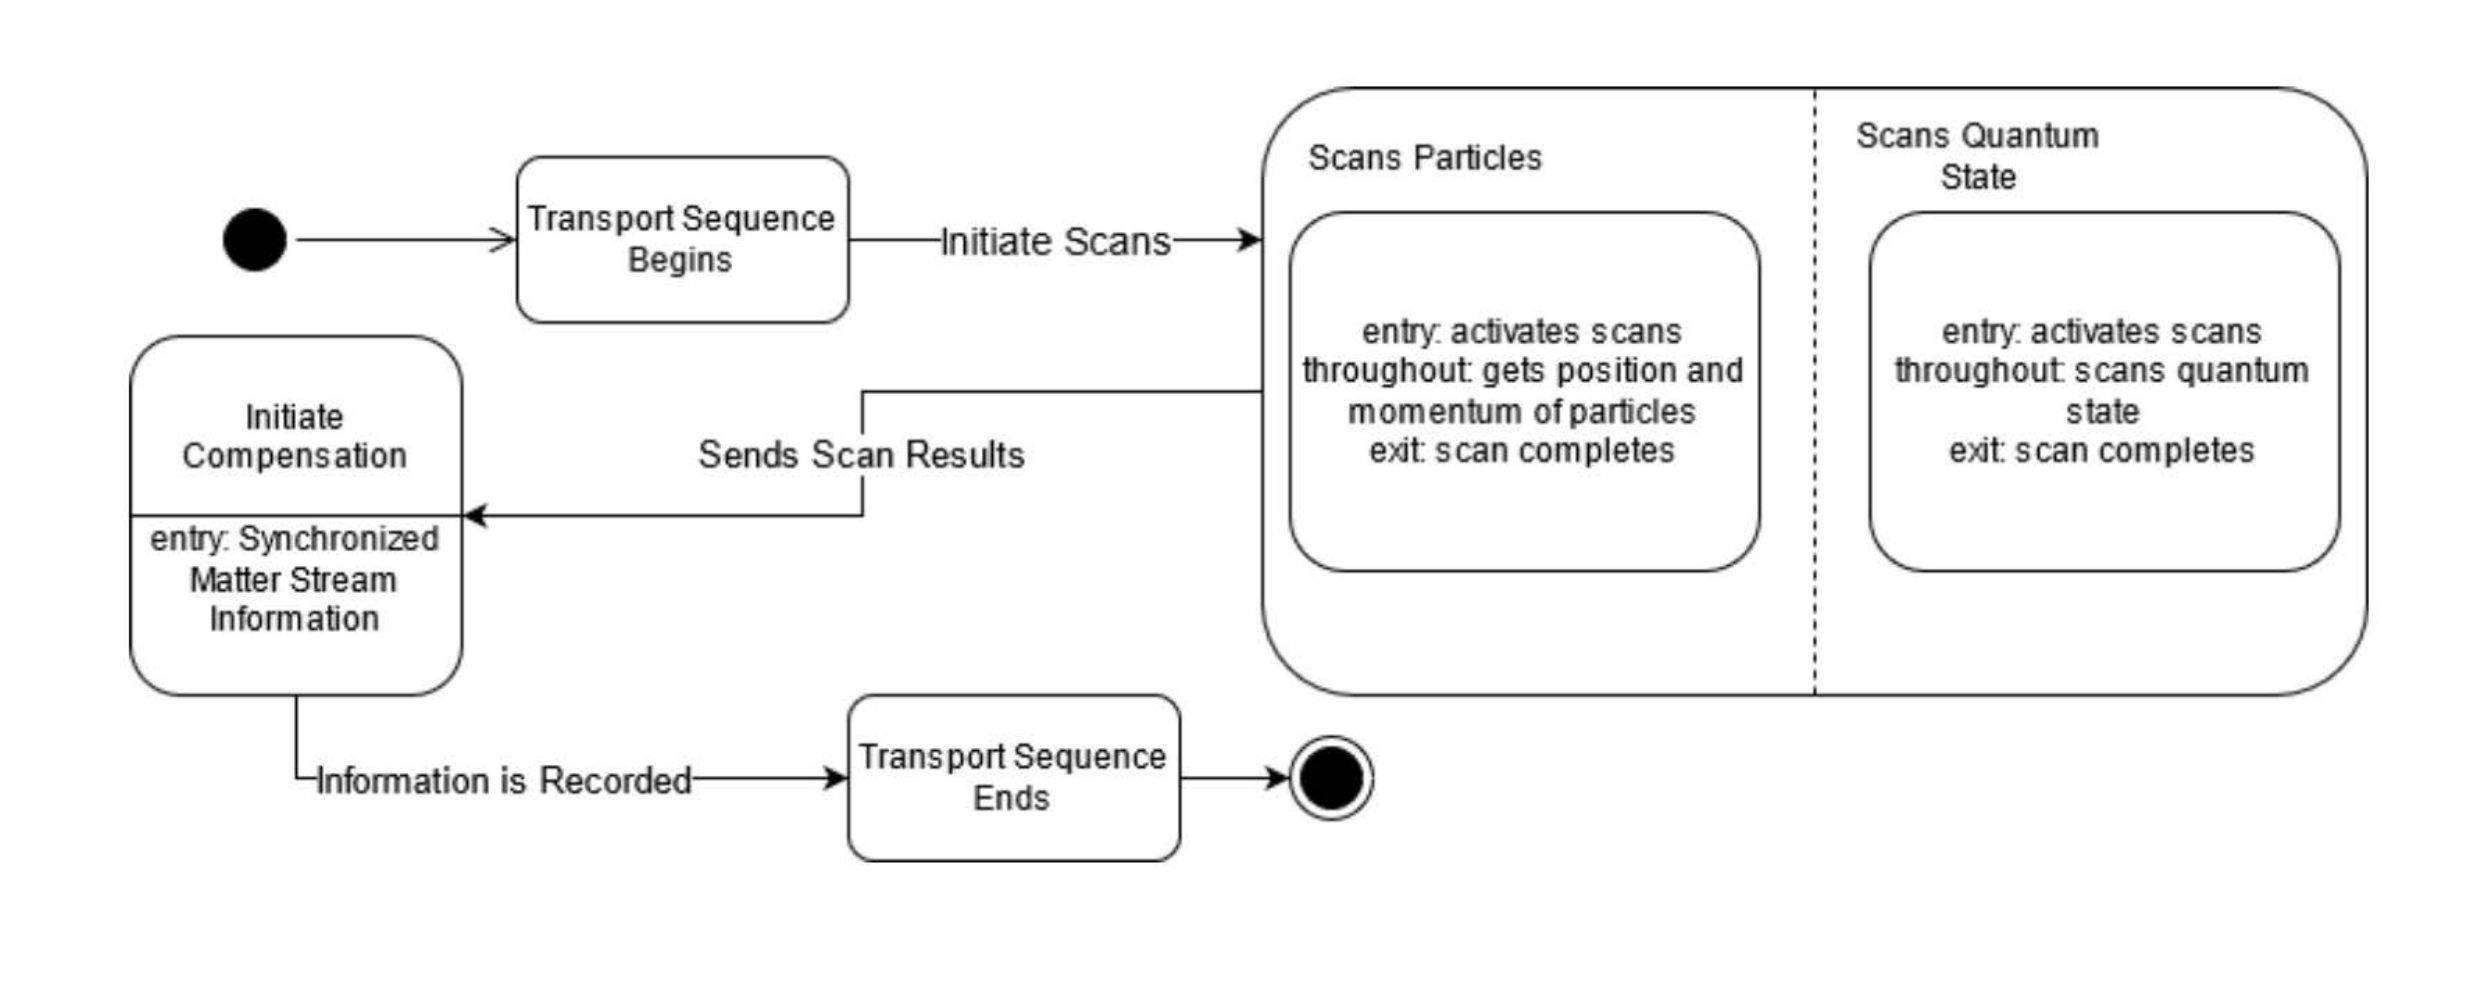 Transport Sequence
Begins
Initiate Scans
Scans Particles
entry: activates scans
throughout: gets position and
momentum of particles
exit: scan completes
Scans Quantum
State
entry: activates scans
throughout: scans quantum
state
exit: scan completes
Sends Scan Results
Initiate
Compensation
entry: Synchronized
Matter Stream
Information
Information is Recorded
Transport Sequence
Ends